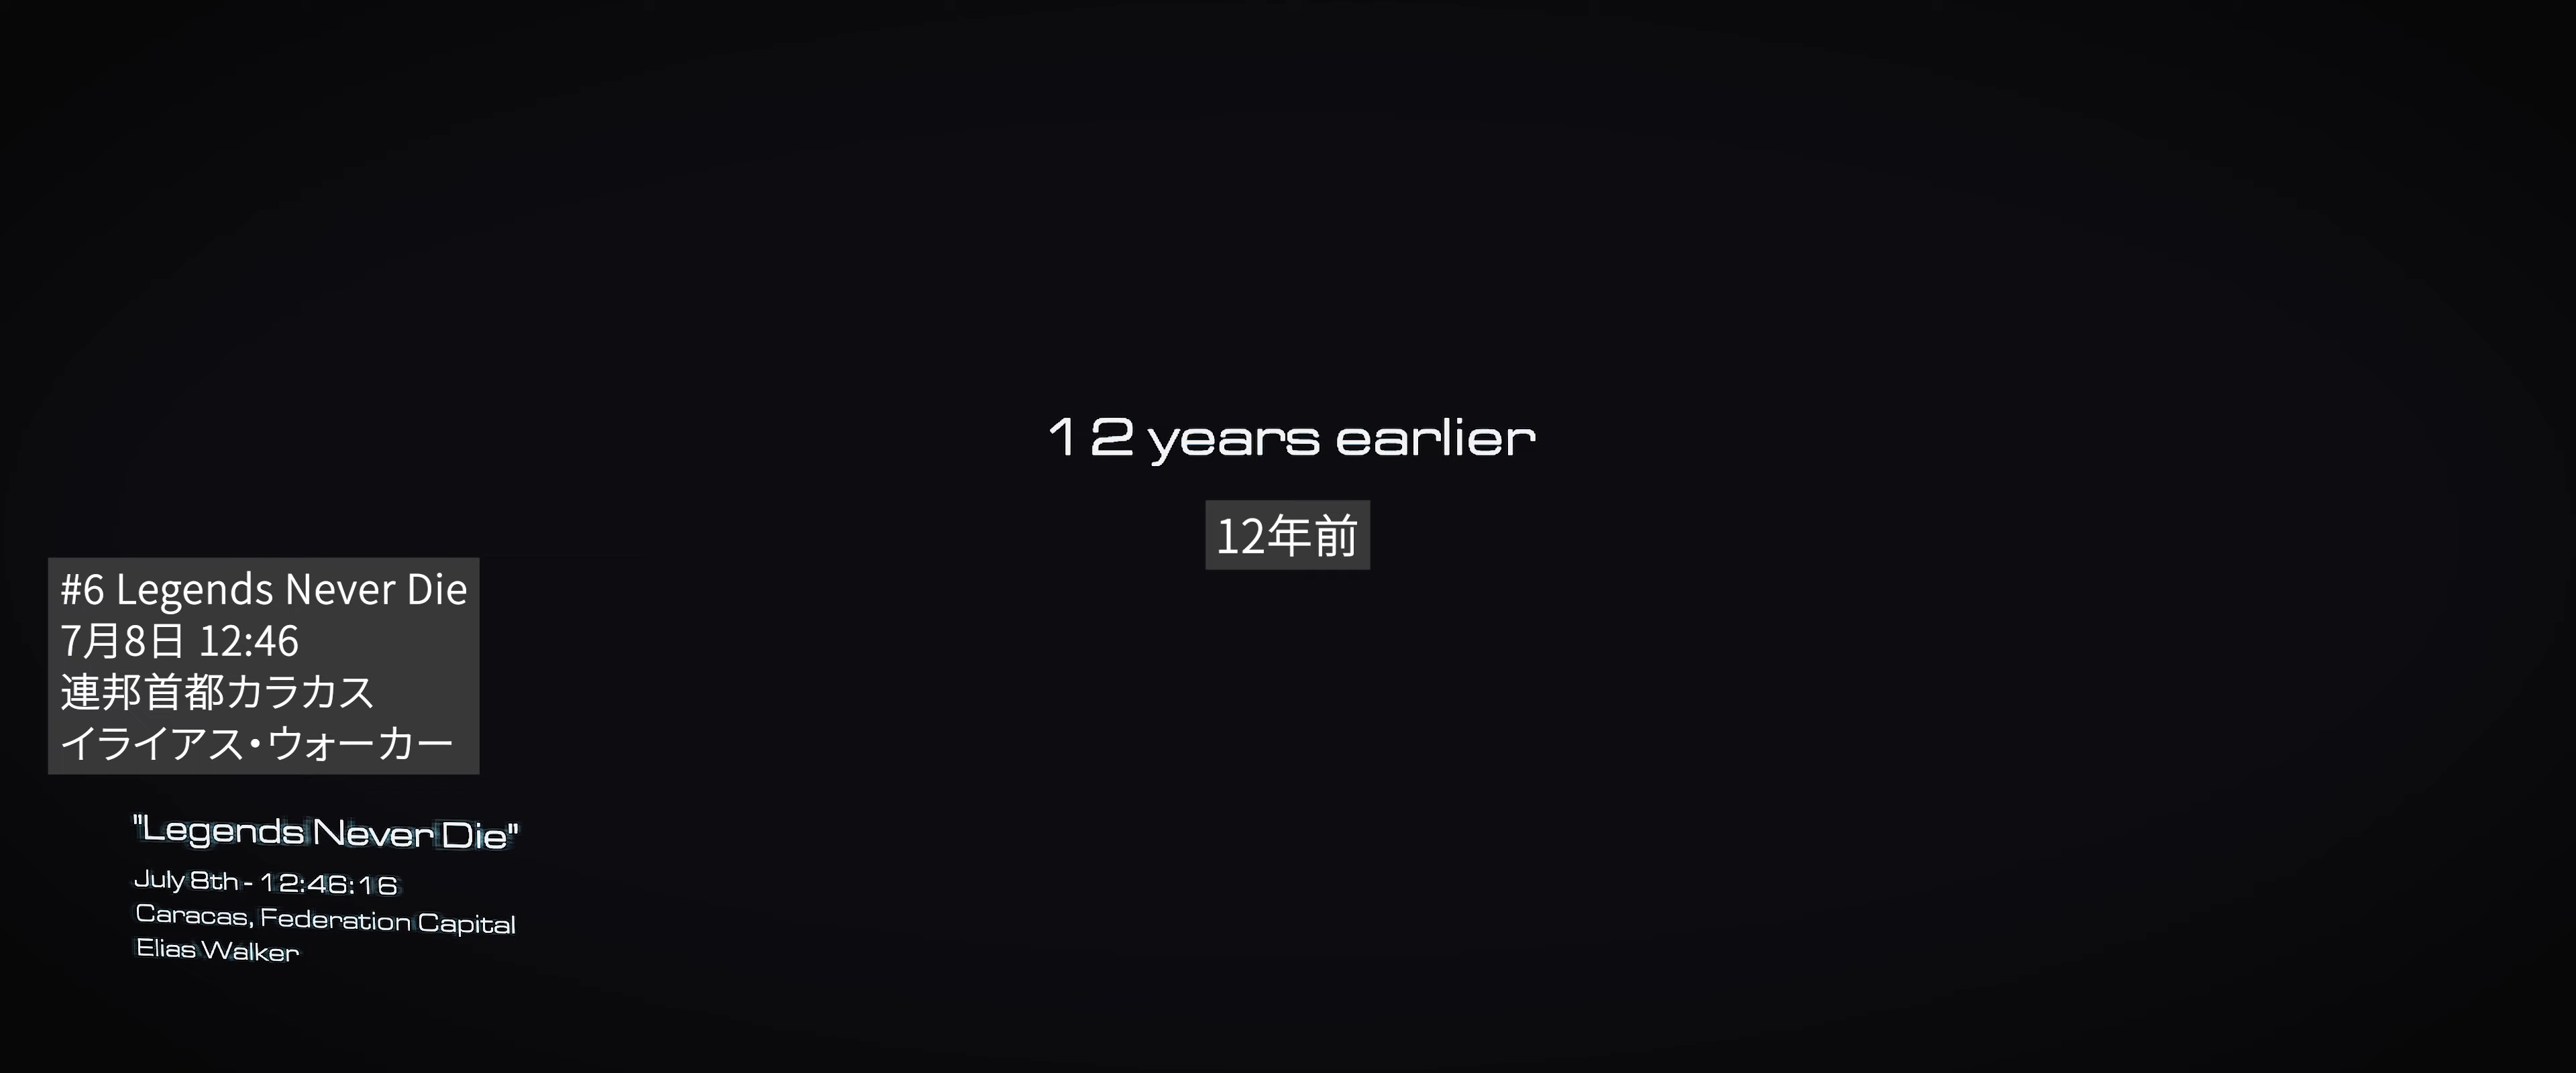 12 years earlier
12年前
#6 Legends Never Die
7月8日 12:46
連邦首都カラカス
イライアス・ウォーカー
"Legends Never Die"
July 8th - 12:46:16
Caracas, Federation Capital
Elias Walker